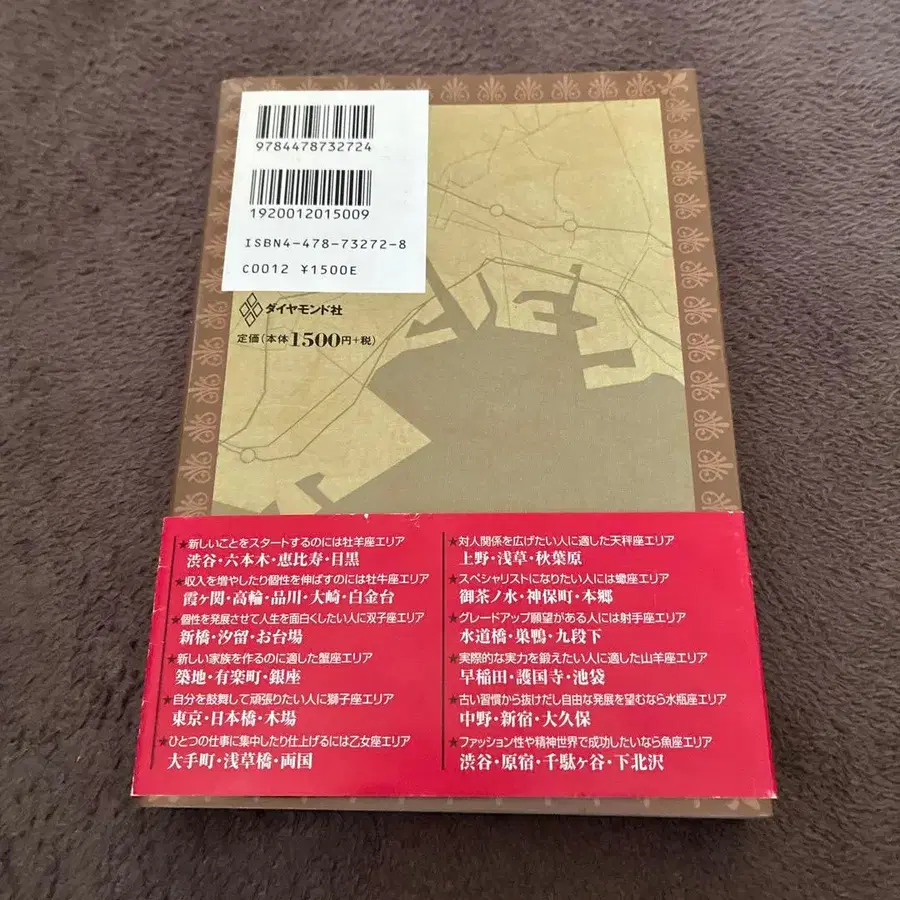 9784478732724
1920012015009
ISBN4-478-73272-8
C0012 ¥1500E
ダイヤモンド社
定価(本体1500円+税)
★新しいことをスタートするのには牡羊座エリア
渋谷・六本木・恵比寿・目黒
★収入を増やしたり個性を伸ばすのには牡牛座エリア
霞ヶ関・高輪・品川・大崎・白金台
★個性を発展させて人生を面白くしたい人に双子座エリア
新橋・汐留・お台場
★新しい家族を作るのに適した蟹座エリア
築地・有楽町・銀座
★自分を鼓舞して頑張りたい人に獅子座エリア
東京・日本橋・木場
★ひとつの仕事に集中したり仕上げるには乙女座エリア
大手町・浅草橋・両国
★対人関係を広げたい人に適した天秤座エリア
上野・浅草・秋葉原
★スペシャリストになりたい人には蠍座エリア
御茶ノ水・神保町・本郷
★グレードアップ願望がある人には射手座エリア
水道橋・巣鴨・九段下
★実際的な実力を鍛えたい人に適した山羊座エリア
早稲田・護国寺・池袋
★古い習慣から抜けだし自由な発展を望むなら水瓶座エリア
中野・新宿・大久保
★ファッション性や精神世界で成功したいなら魚座エリア
渋谷・原宿・千駄ヶ谷・下北沢